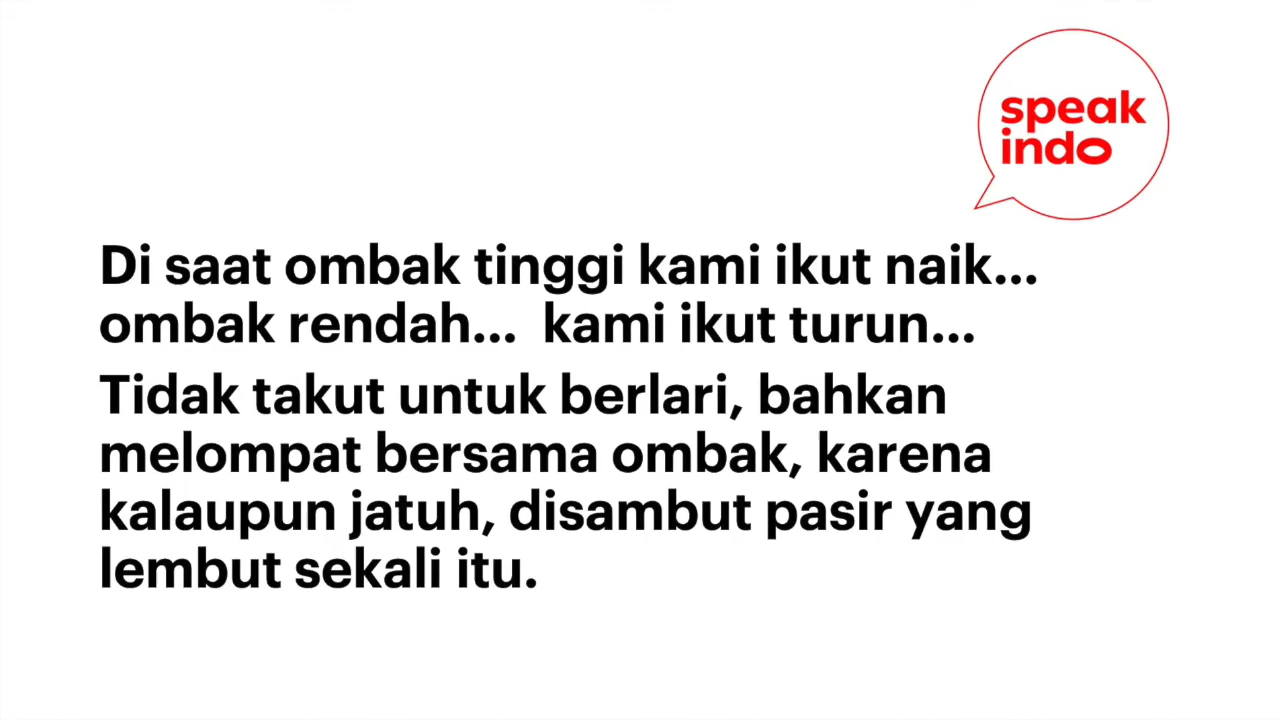 speak
indo
Di saat ombak tinggi kami ikut naik...
ombak rendah...  kami ikut turun...
Tidak takut untuk berlari, bahkan
melompat bersama ombak, karena
kalaupun jatuh, disambut pasir yang
lembut sekali itu.